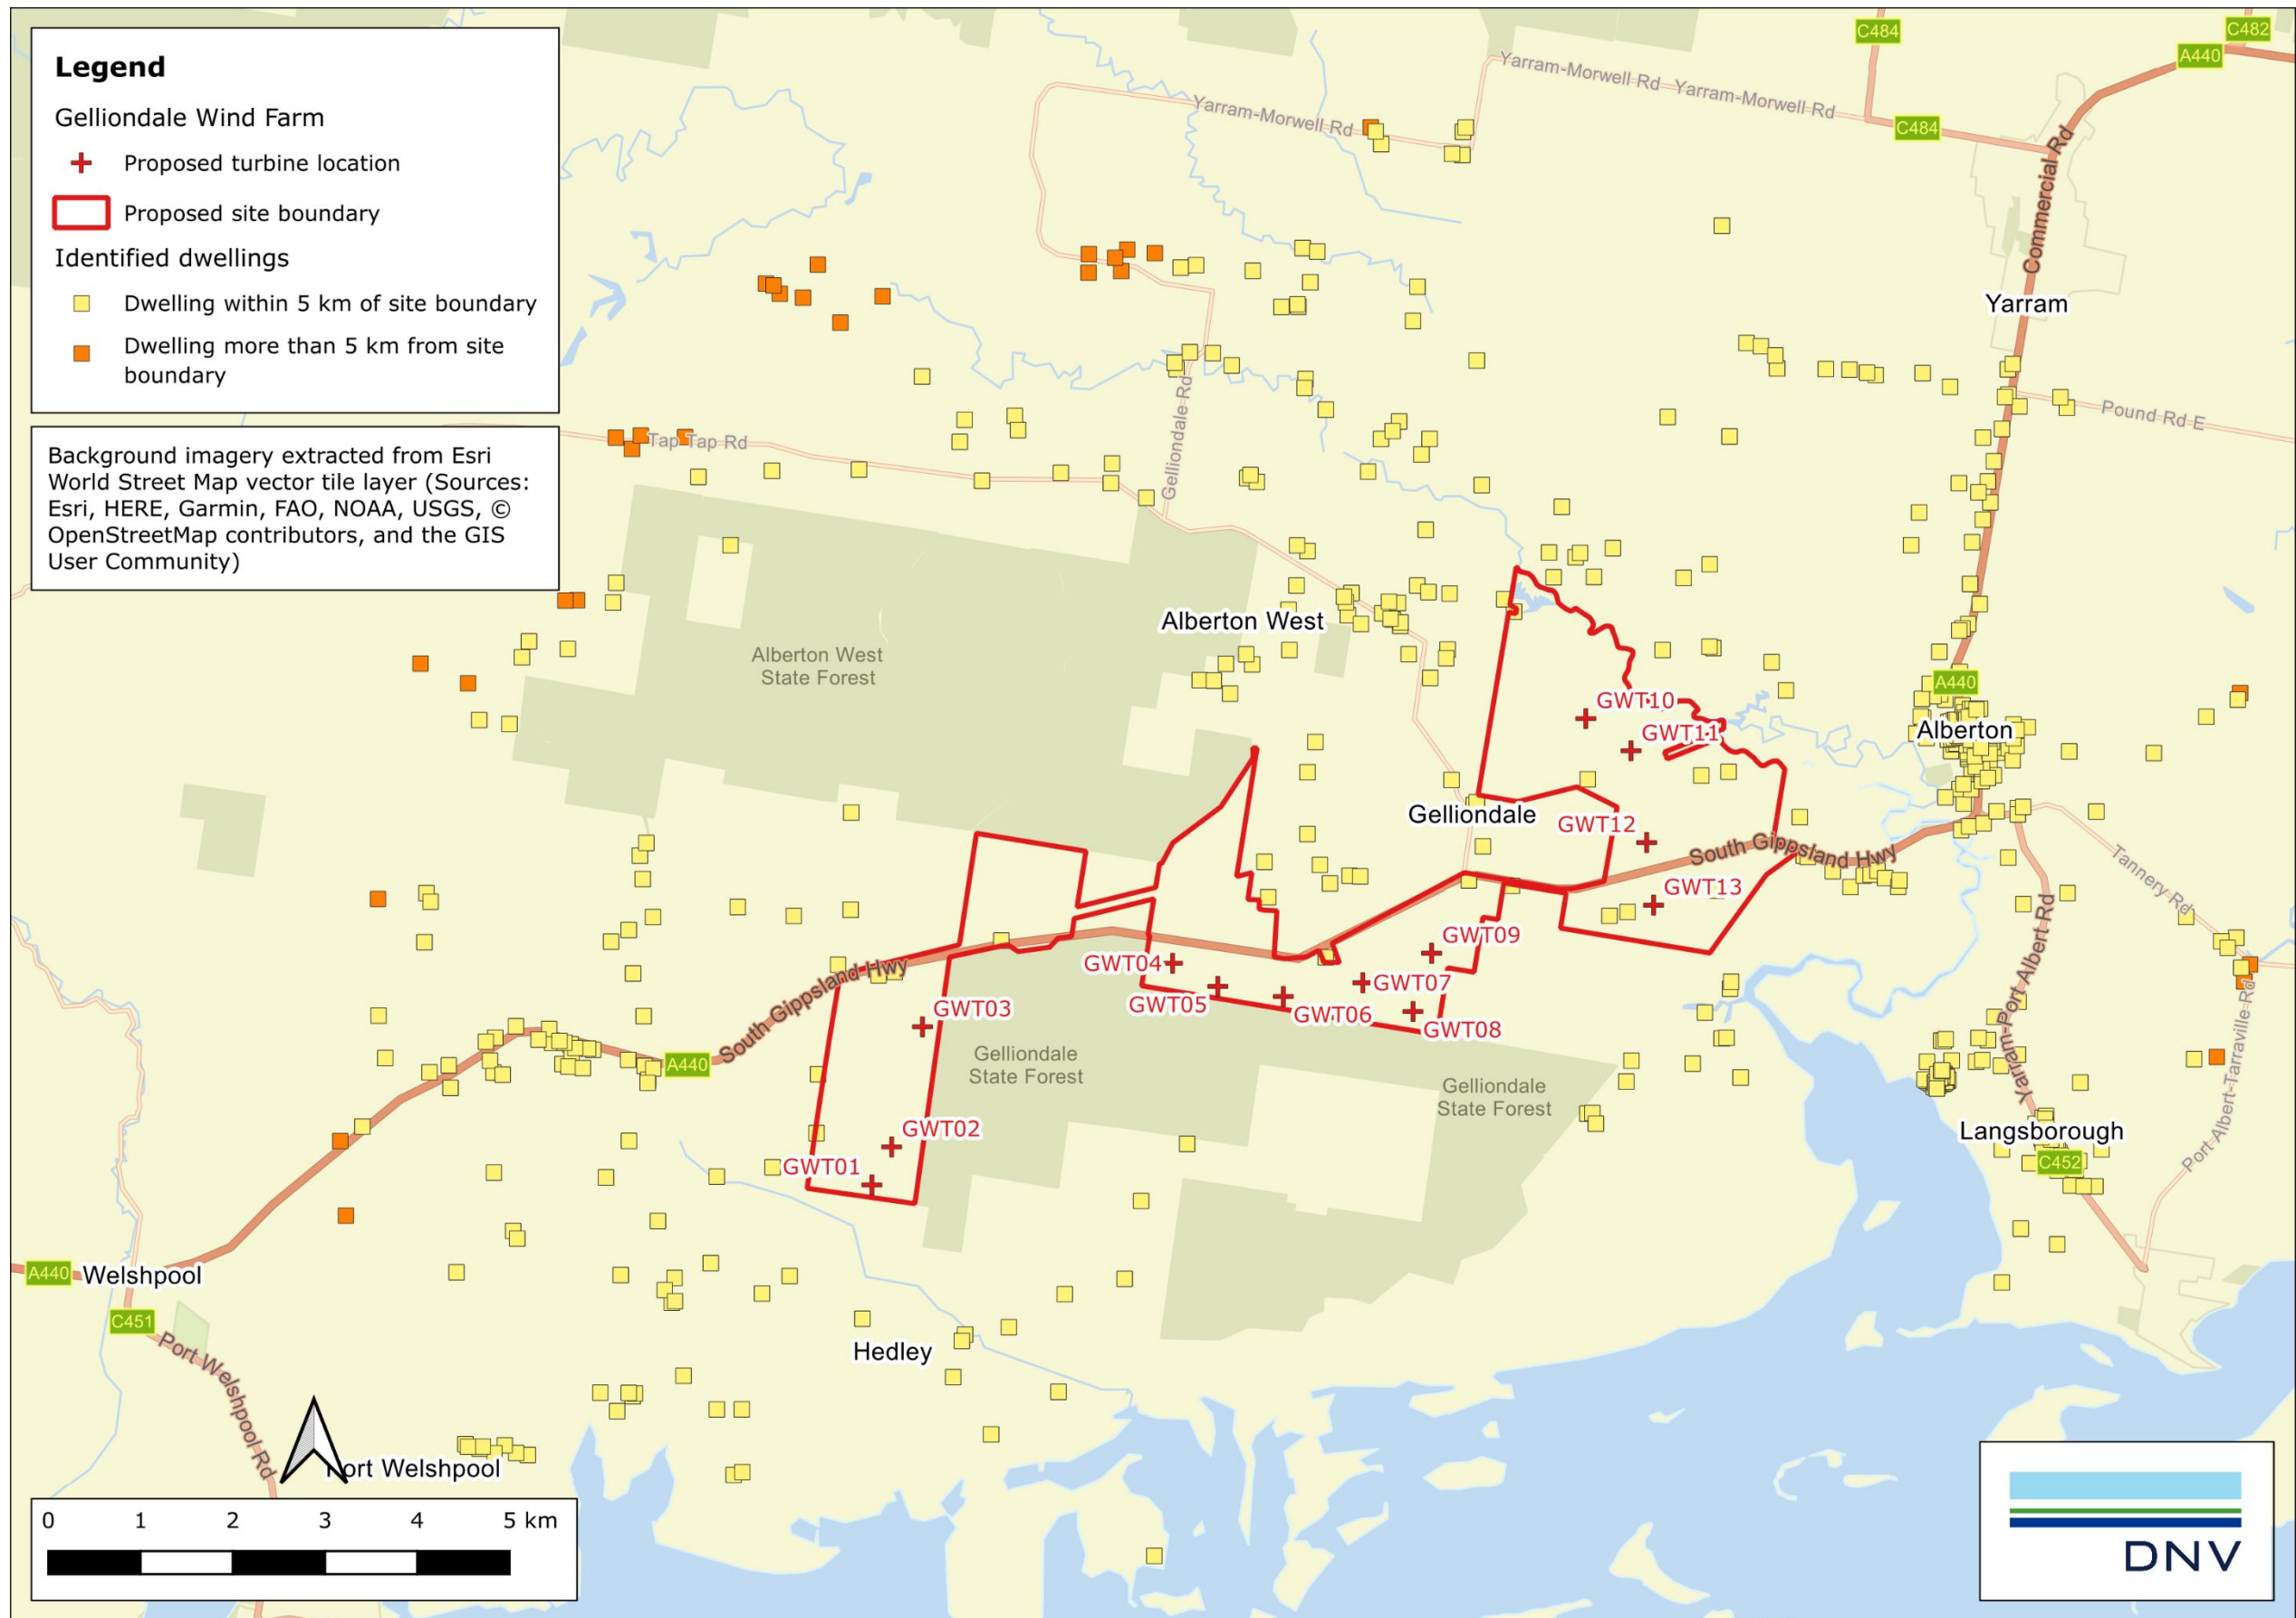 Legend
Gelliondale Wind Farm
Proposed turbine location
Proposed site boundary
Identified dwellings
Dwelling within 5 km of site boundary
Dwelling more than 5 km from site
boundary
Background imagery extracted from Esri
World Street Map vector tile layer (Sources:
Esri, HERE, Garmin, FAO, NOAA, USGS, ©
OpenStreetMap contributors, and the GIS
User Community)
C484
C482
A440
Yarram-Morwell Rd
Yarram-Morwell Rd
Yarram-Morwell Rd
C484
Commercial Rd
Yarram
Pound Rd E
Gelliondale Rd
Tap Tap Rd
Alberton West
Alberton West
State Forest
A440
Alberton
GWT10
GWT11
Gelliondale
GWT12
South Gippsland Hwy
GWT13
Tannery Rd
GWT09
GWT04
GWT07
GWT05
GWT06
GWT08
South Gippsland Hwy
GWT03
A440
Gelliondale
State Forest
Gelliondale
State Forest
Yarram-Port Albert Rd
Port Albert-Tarraville Rd
GWT02
GWT01
Langsborough
C452
A440
Welshpool
C451
Port Welshpool Rd
Hedley
Port Welshpool
0 1 2 3 4 5 km
DNV